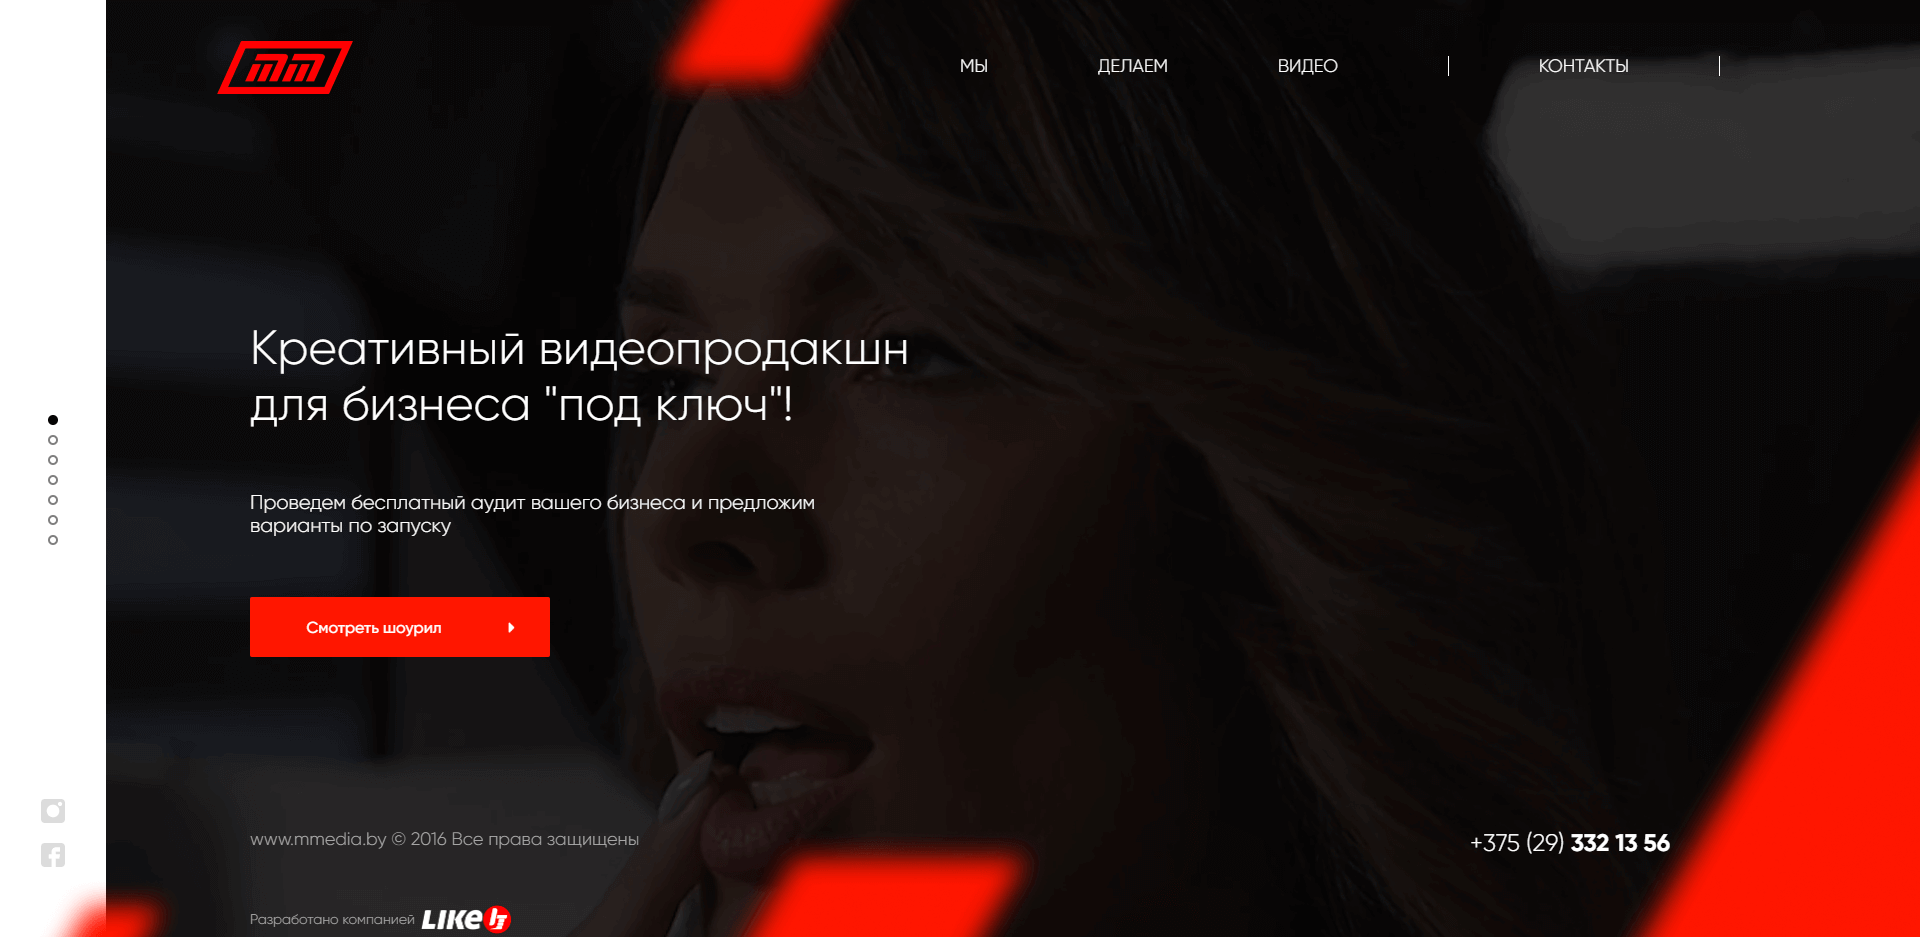 mm
МЫ
ДЕЛАЕМ
ВИДЕО
КОНТАКТЫ
Креативный видеопродакшн
для бизнеса "под ключ"!
Проведем бесплатный аудит вашего бизнеса и предложим
варианты по запуску
Смотреть шоурил
www.mmedia.by © 2016 Все права защищены
+375 (29) 332 13 56
Разработано компанией LIKE IT